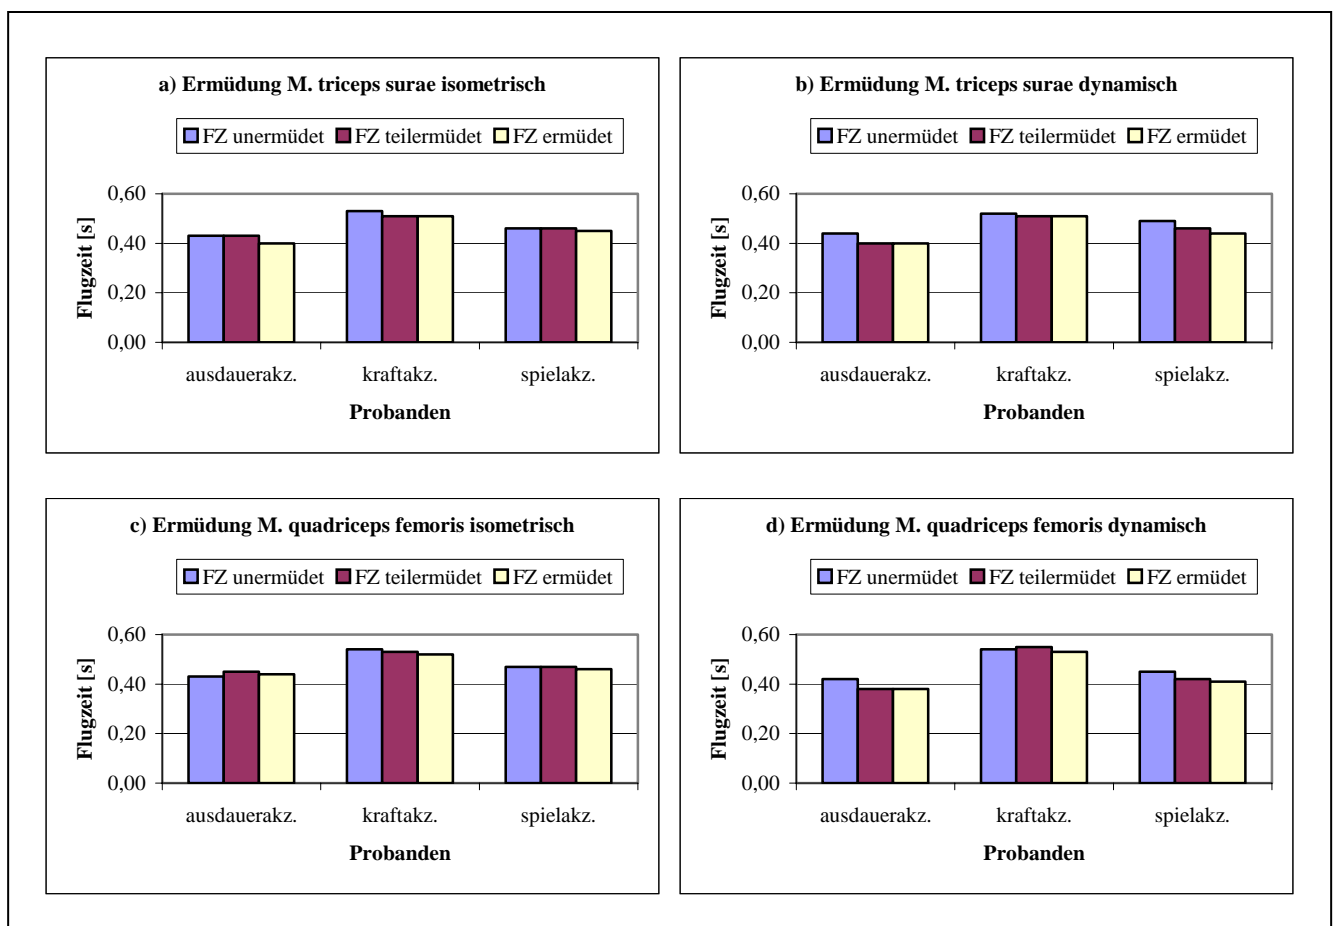 a) Ermüdung M. triceps surae isometrisch
FZ unermüdet FZ teilermüdet FZ ermüdet
0,60
0,40
0,20
0,00
Flugzeit [s]
ausdauerakz. kraftakz. spielakz.
Probanden
b) Ermüdung M. triceps surae dynamisch
FZ unermüdet FZ teilermüdet FZ ermüdet
0,60
0,40
0,20
0,00
Flugzeit [s]
ausdauerakz. kraftakz. spielakz.
Probanden
c) Ermüdung M. quadriceps femoris isometrisch
FZ unermüdet FZ teilermüdet FZ ermüdet
0,60
0,40
0,20
0,00
Flugzeit [s]
ausdauerakz. kraftakz. spielakz.
Probanden
d) Ermüdung M. quadriceps femoris dynamisch
FZ unermüdet FZ teilermüdet FZ ermüdet
0,60
0,40
0,20
0,00
Flugzeit [s]
ausdauerakz. kraftakz. spielakz.
Probanden